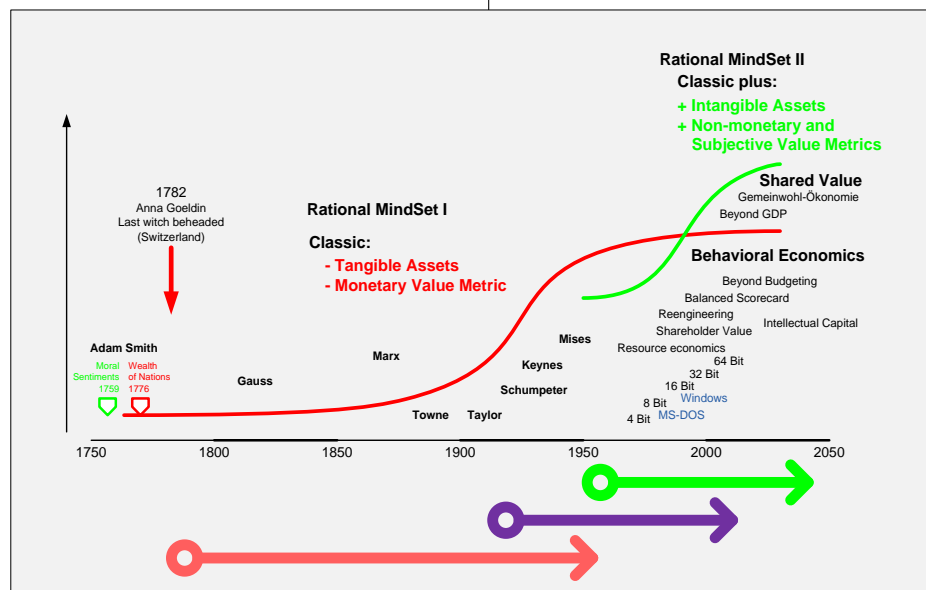 Rational MindSet II
Classic plus:
+ Intangible Assets
+ Non-monetary and
Subjective Value Metrics
Shared Value
Gemeinwohl-Ökonomie
Beyond GDP
1782
Anna Goeldin
Last witch beheaded
(Switzerland)
Rational MindSet I
Classic:
- Tangible Assets
- Monetary Value Metric
Behavioral Economics
Beyond Budgeting
Balanced Scorecard
Reengineering
Intellectual Capital
Shareholder Value
Resource economics
64 Bit
32 Bit
16 Bit
Windows
8 Bit
MS-DOS
4 Bit
Adam Smith
Moral
Sentiments
1759
Wealth
of Nations
1776
Gauss
Marx
Mises
Keynes
Schumpeter
Towne
Taylor
1750
1800
1850
1900
1950
2000
2050